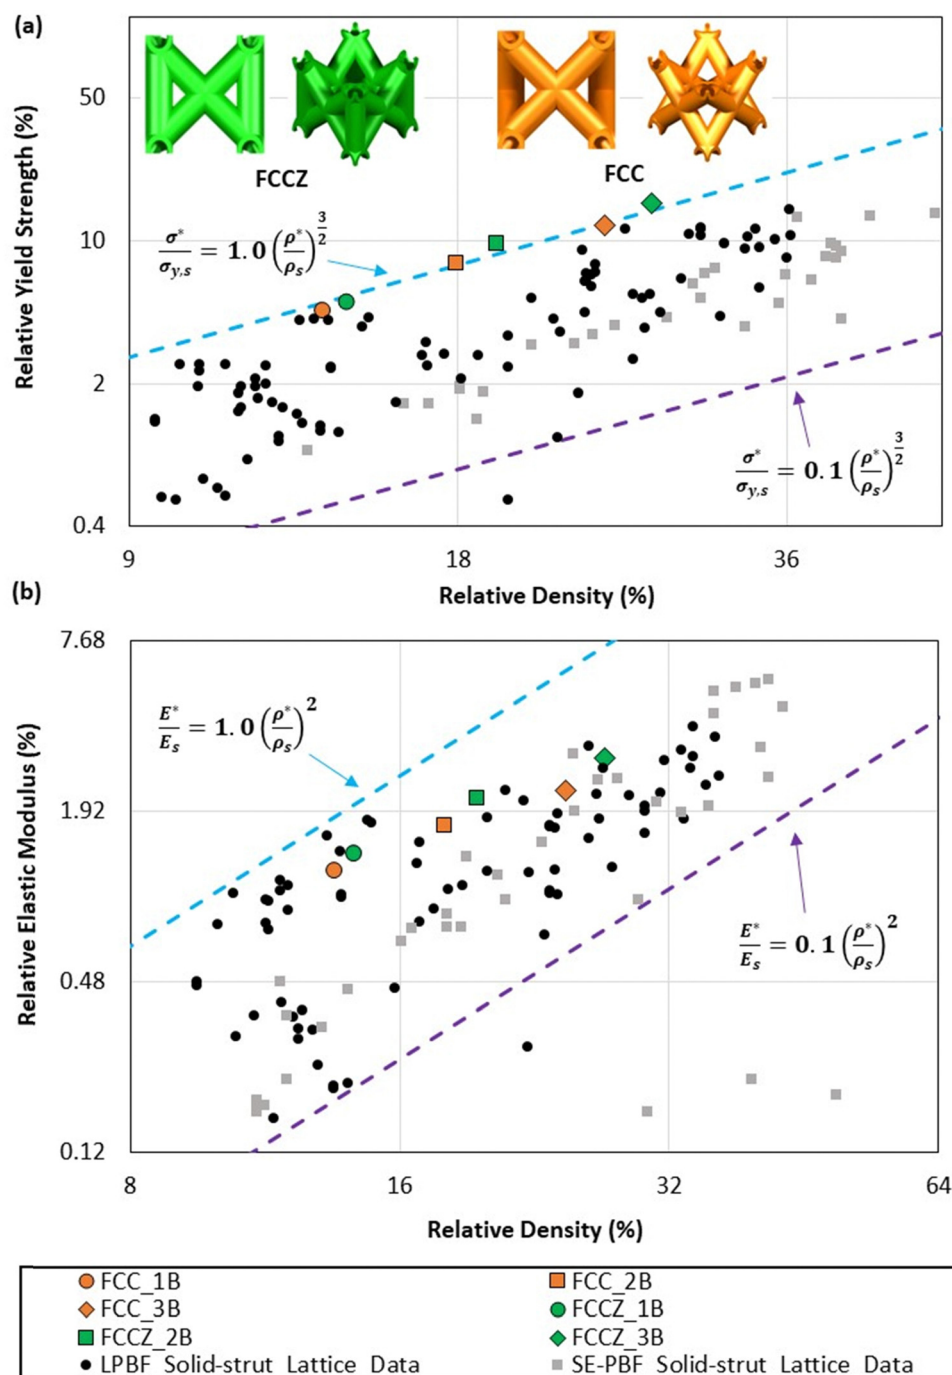 (a)
Relative Yield Strength (%)
50
10
2
0.4
FCCZ
FCC
σ*/σy,s = 1.0 (ρ*/ρs)^3/2
σ*/σy,s = 0.1 (ρ*/ρs)^3/2
9 18 36
Relative Density (%)
(b)
Relative Elastic Modulus (%)
7.68
1.92
0.48
0.12
E*/Es = 1.0 (ρ*/ρs)^2
E*/Es = 0.1 (ρ*/ρs)^2
8 16 32 64
Relative Density (%)
FCC_1B FCC_2B
FCC_3B FCCZ_1B
FCCZ_2B FCCZ_3B
LPBF Solid-strut Lattice Data SE-PBF Solid-strut Lattice Data